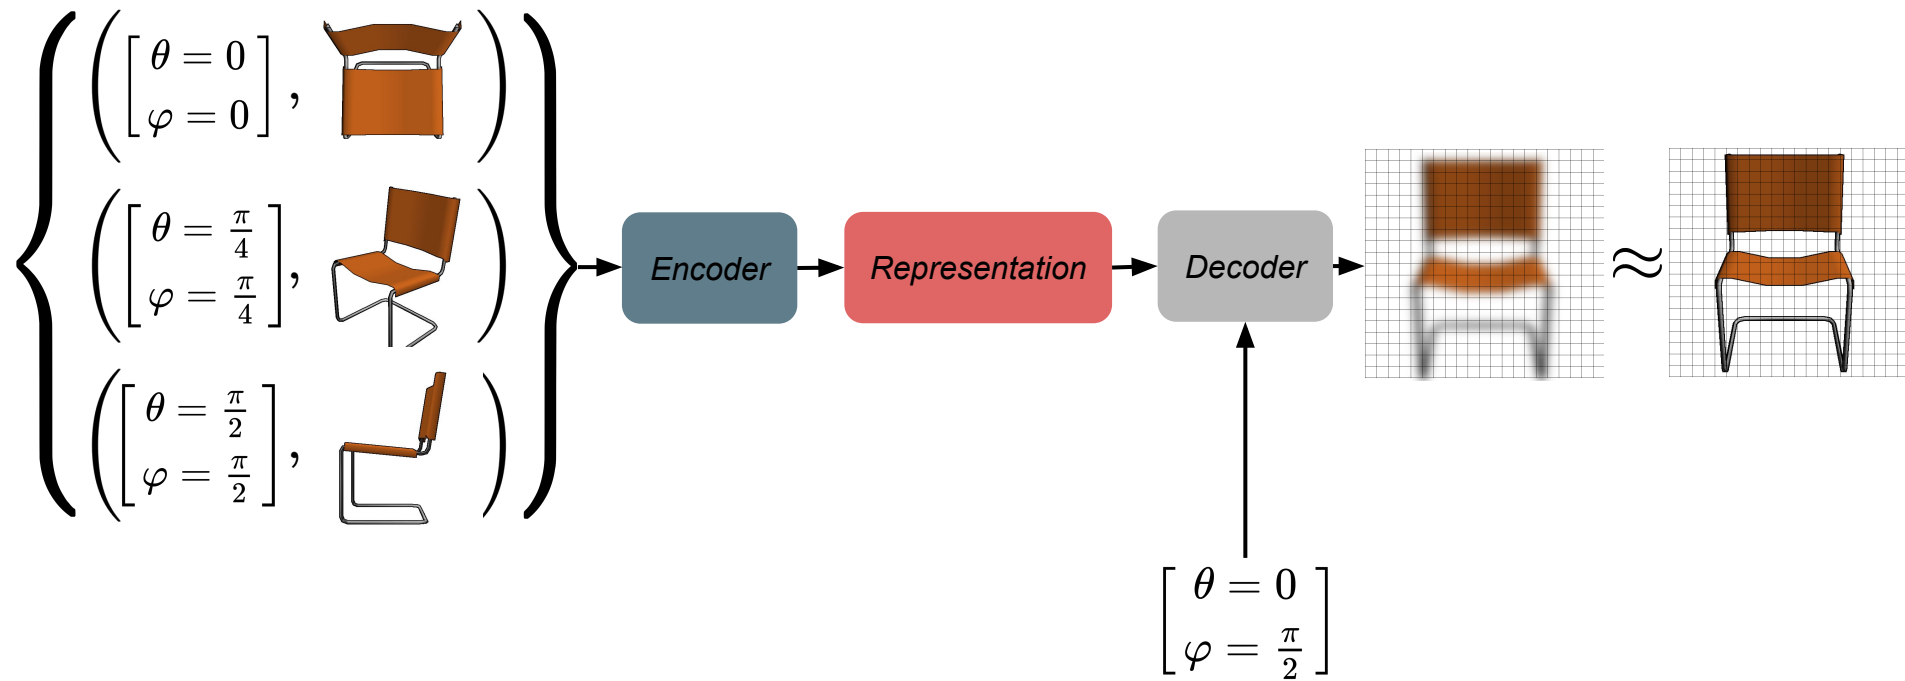 θ = 0
φ = 0
,
θ = π/4
φ = π/4
,
θ = π/2
φ = π/2
,
Encoder
Representation
Decoder
≈
θ = 0
φ = π/2